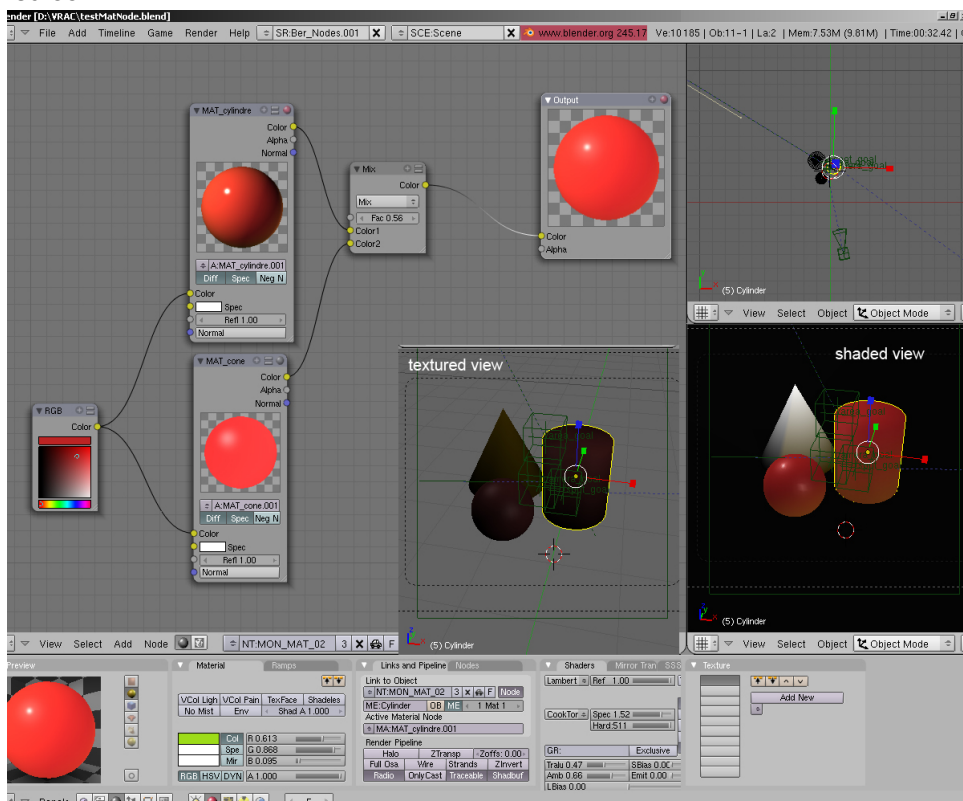 ender [D:\VRAC\testMatNode.blend]
File Add Timeline Game Render Help SR:Ber_Nodes.001 X SCE:Scene X www.blender.org 245.17 Ve:10185 | Ob:11-1 | La:2 | Mem:7.53M (9.81M) | Time:00:32.42 |
MAT_cylindre
Color
Alpha
Normal
A:MAT_cylindre.001
Diff Spec Neg N
Color
Spec
Refl 1.00
Normal
MAT_cone
Color
Alpha
Normal
A:MAT_cone.001
Diff Spec Neg N
Color
Spec
Refl 1.00
Normal
RGB
Color
Mix
Color
Mix
Fac 0.56
Color1
Color2
Output
Color
Alpha
(5) Cylinder
View Select Object Object Mode
textured view
(5) Cylinder
shaded view
(5) Cylinder
View Select Object Object Mode
View Select Add Node NT:MON_MAT_02 3 X F
Preview
Material Ramps
VCol Ligh VCol Pain TexFace Shadeles
No Mist Env Shad A 1.000
Col R 0.613
Spe G 0.868
Mir B 0.095
RGB HSV DYN A 1.000
Links and Pipeline Nodes
Link to Object
NT:MON_MAT_02 3 X F Node
ME:Cylinder OB ME 1 Mat 1
Active Material Node
MA:MAT_cylindre.001
Render Pipeline
Halo ZTransp Zoffs: 0.00
Full Osa Wire Strands ZInvert
Radio OnlyCast Traceable Shadbuf
Shaders Mirror Tran SSS
Lambert Ref 1.00
CookTor Spec 1.52
Hard:511
GR: Exclusive
Tralu 0.47 SBias 0.00
Amb 0.66 Emit 0.00
LBias 0.00
Texture
Add New
Panels 5